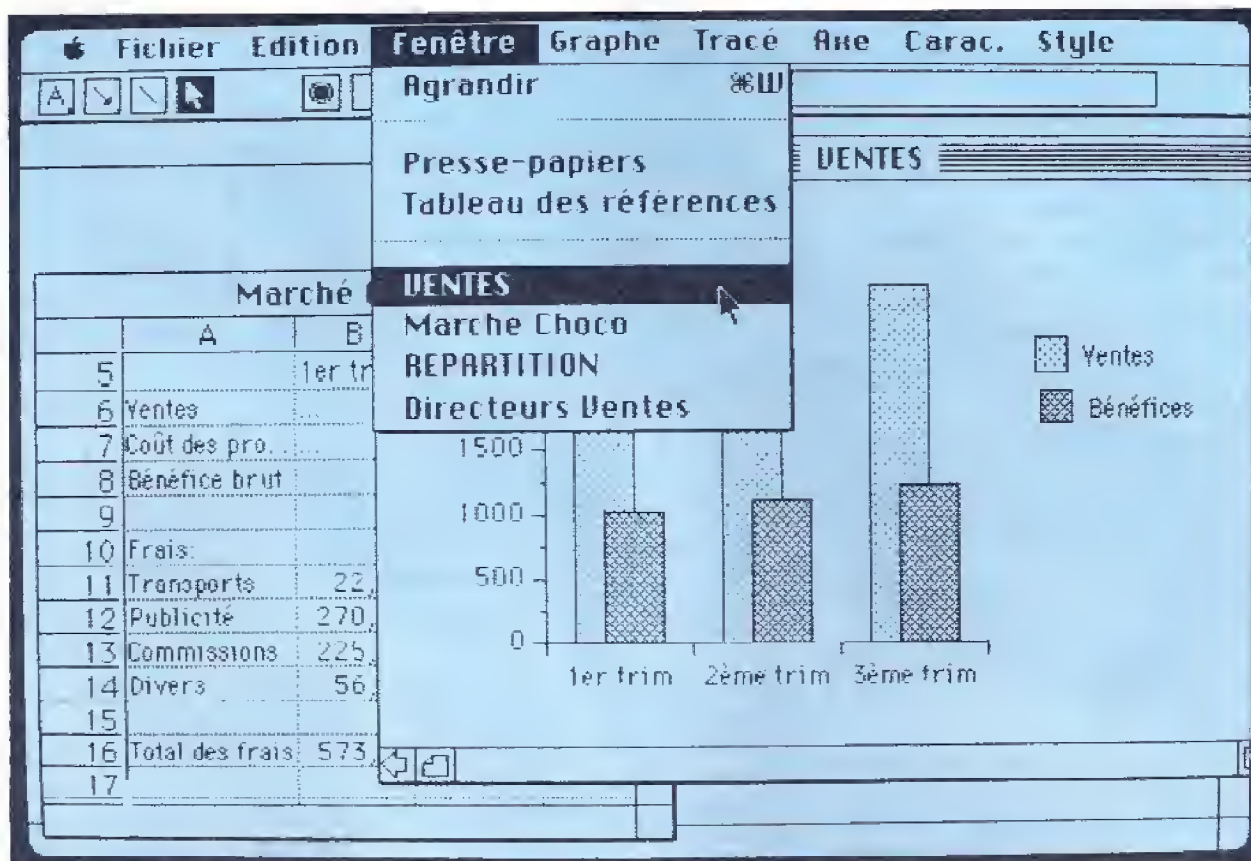 Fichier Edition Fenêtre Graphe Tracé Axe Carac. Style
A
Agrandir ⌘W
Presse-papiers
Tableau des références
VENTES
Marche Choco
REPARTITION
Directeurs Ventes
VENTES
Marché
A B
5 1er tr
6 Ventes ...
7 Coût des pro... ...
8 Bénéfice brut
9
10 Frais:
11 Transports 22,
12 Publicité 270,
13 Commissions 225,
14 Divers 56,
15
16 Total des frais 573,
17
1500
1000
500
0
1er trim 2ème trim 3ème trim
Ventes
Bénéfices